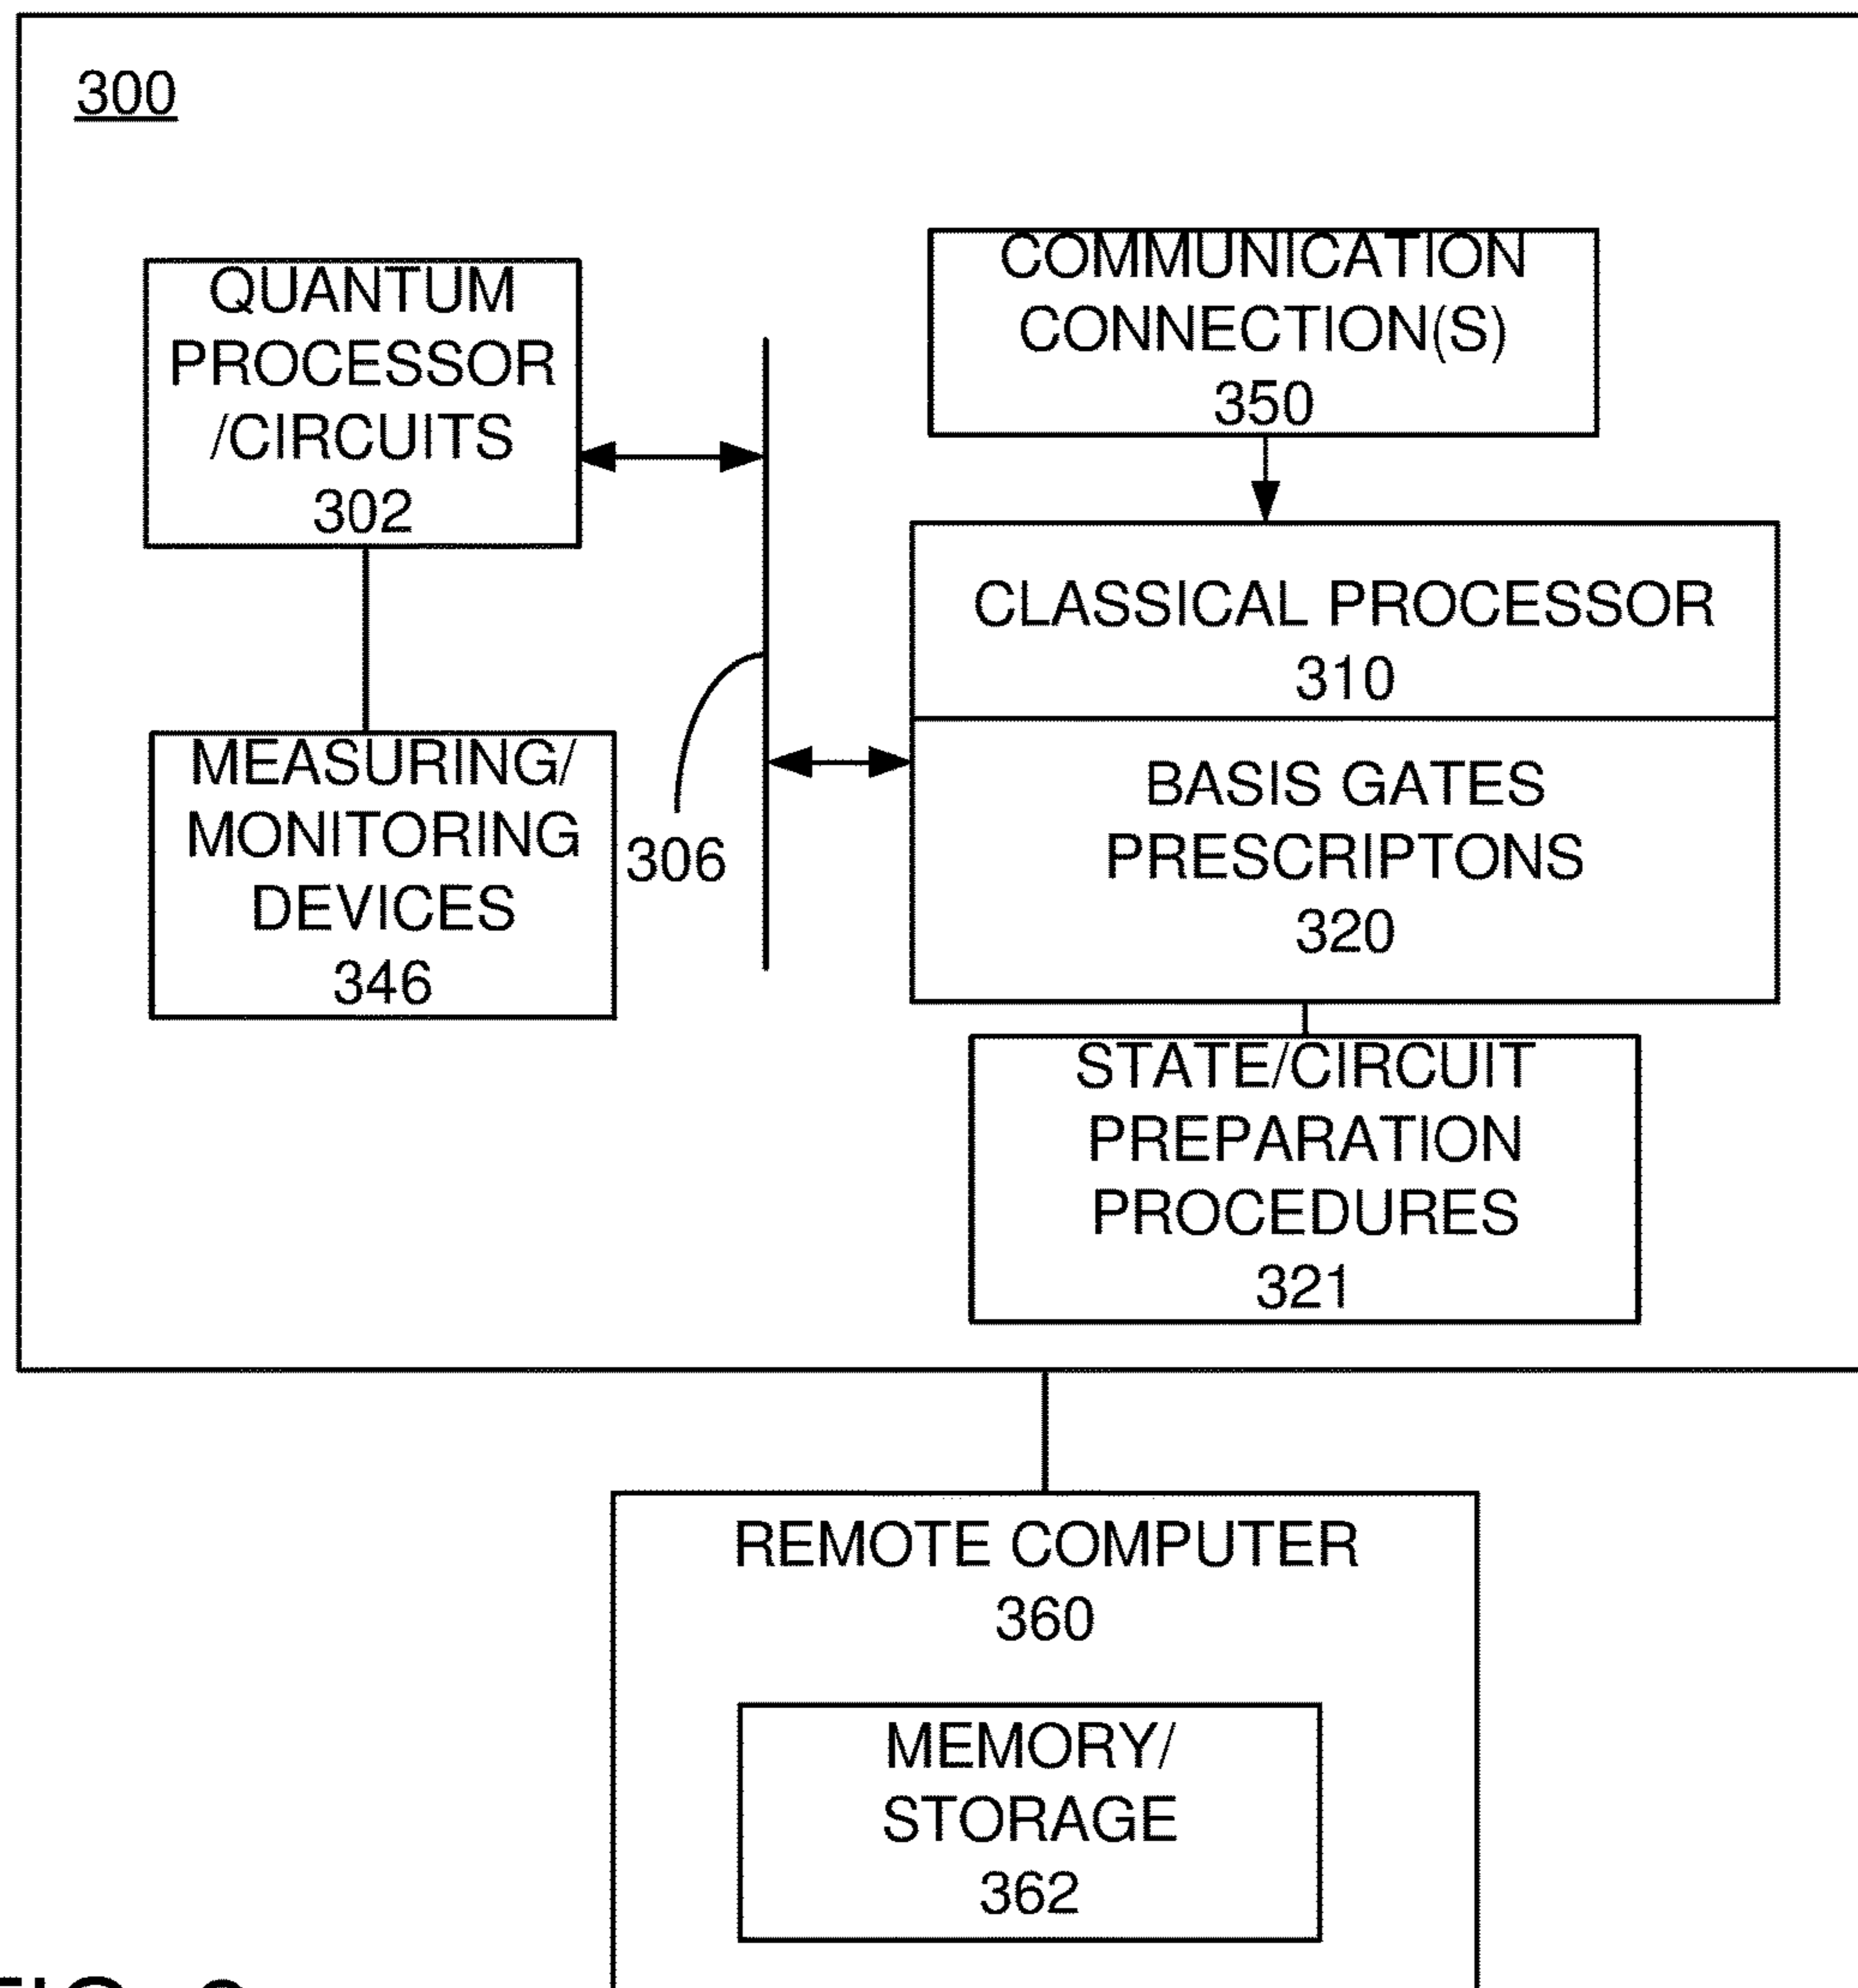 300
QUANTUM
PROCESSOR
/CIRCUITS
302
COMMUNICATION
CONNECTION(S)
350
CLASSICAL PROCESSOR
310
MEASURING/
MONITORING
DEVICES
346
306
BASIS GATES
PRESCRIPTONS
320
STATE/CIRCUIT
PREPARATION
PROCEDURES
321
REMOTE COMPUTER
360
MEMORY/
STORAGE
362